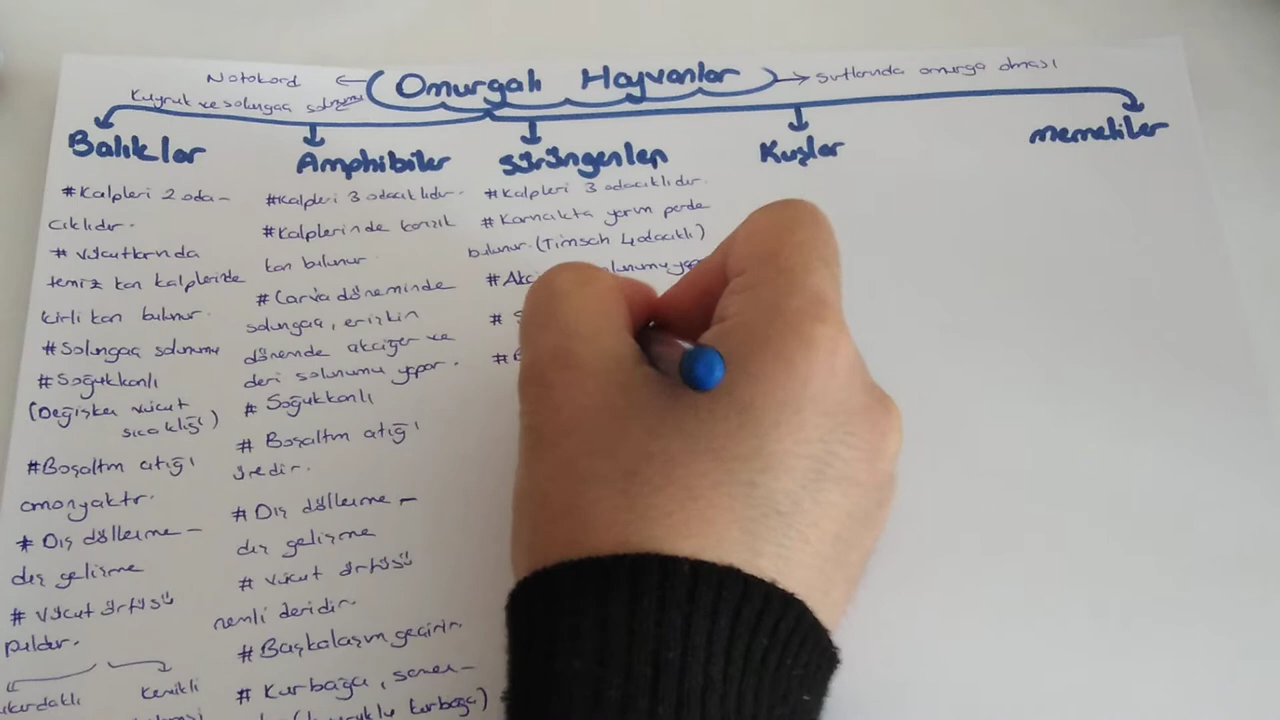 Notokord
Omurgalı Hayvanlar
sırtlarında omurga olması
Kuyruk ve solungaç solunumu
Balıklar
#Kalpleri 2 oda-
cıklıdır.
# vücutlarında
temiz kan kalplerinde
kirli kan bulunur.
#Solungaç solunumu
#Soğukkanlı
(Değişken vücut
sıcaklığı)
#Boşaltım atığı
amonyaktır.
# Dış döllenme -
dış gelişme
# Vücut örtüsü
puldur.
Kemikli
Amphibiler
#Kalpleri 3 odacıklıdır.
#Kalplerinde karışık
kan bulunur.
#Larva döneminde
solungaç, erişkin
dönemde akciğer ve
deri solunumu yapar.
# Soğukkanlı
# Boşaltım atığı
üredir.
# Dış döllenme -
dış gelişme
# Vücut örtüsü
nemli deridir.
#Başkalaşım geçirir.
# Kurbağa, semen-
(kuyruklu kurbağa)
Sürüngenler
#Kalpleri 3 odacıklıdır.
#Karıncıkta yarım perde
bulunur. (Timsah 4 odacıklı)
#
#
#
Kuşlar
memeliler